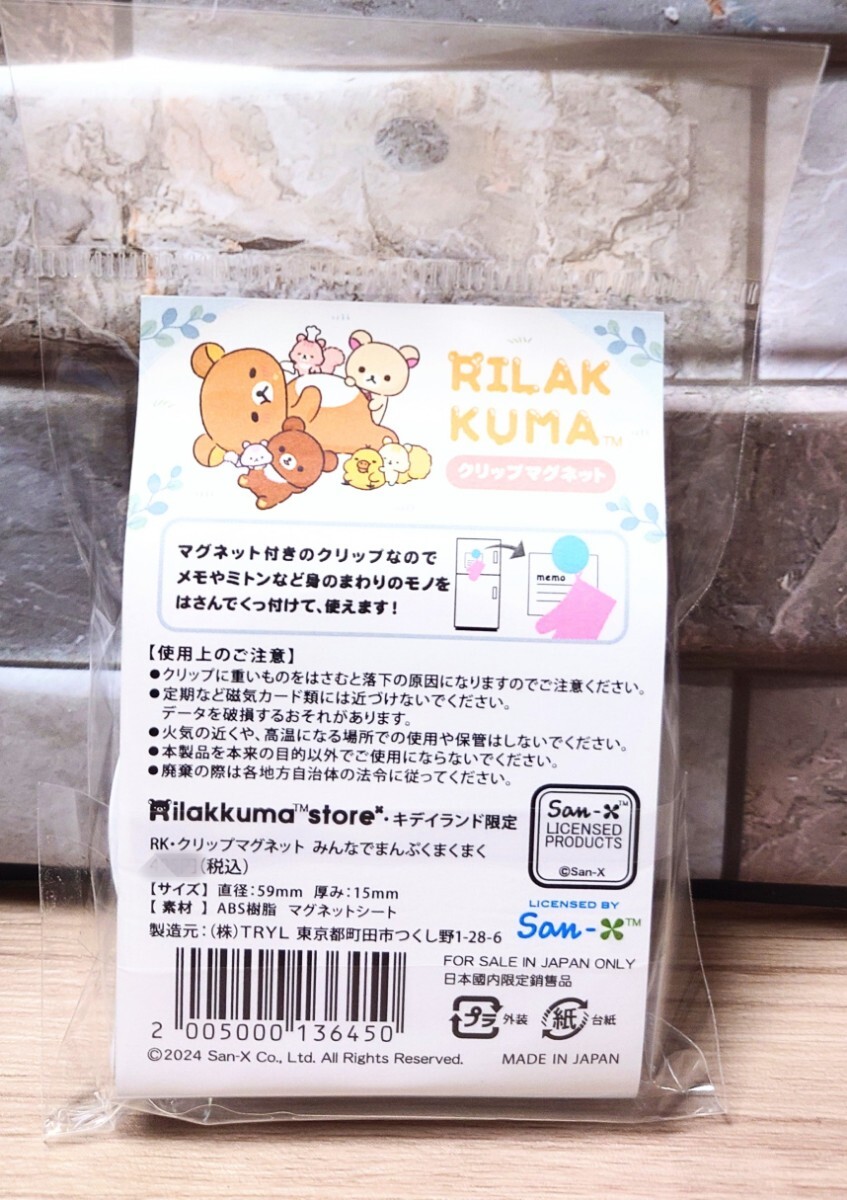 RILAK
KUMA™
クリップマグネット
マグネット付きのクリップなので
メモやミトンなど身のまわりのモノを
はさんでくっ付けて、使えます!
memo
【使用上のご注意】
●クリップに重いものをはさむと落下の原因になりますのでご注意ください。
●定期など磁気カード類には近づけないでください。
データを破損するおそれがあります。
●火気の近くや、高温になる場所での使用や保管はしないでください。
●本製品を本来の目的以外でご使用にならないでください。
●廃棄の際は各地方自治体の法令に従ってください。
Rilakkuma™store・キデイランド限定
San-X™
LICENSED
PRODUCTS
©San-X
RK・クリップマグネット みんなでまんぷくまくまく
(税込)
【サイズ】 直径:59mm 厚み:15mm
【素材】 ABS樹脂 マグネットシート
製造元:(株)TRYL 東京都町田市つくし野1-28-6
LICENSED BY
San-X™
FOR SALE IN JAPAN ONLY
日本國内限定銷售品
プラ 外装 紙 台紙
2 005000 136450
©2024 San-X Co., Ltd. All Rights Reserved.
MADE IN JAPAN